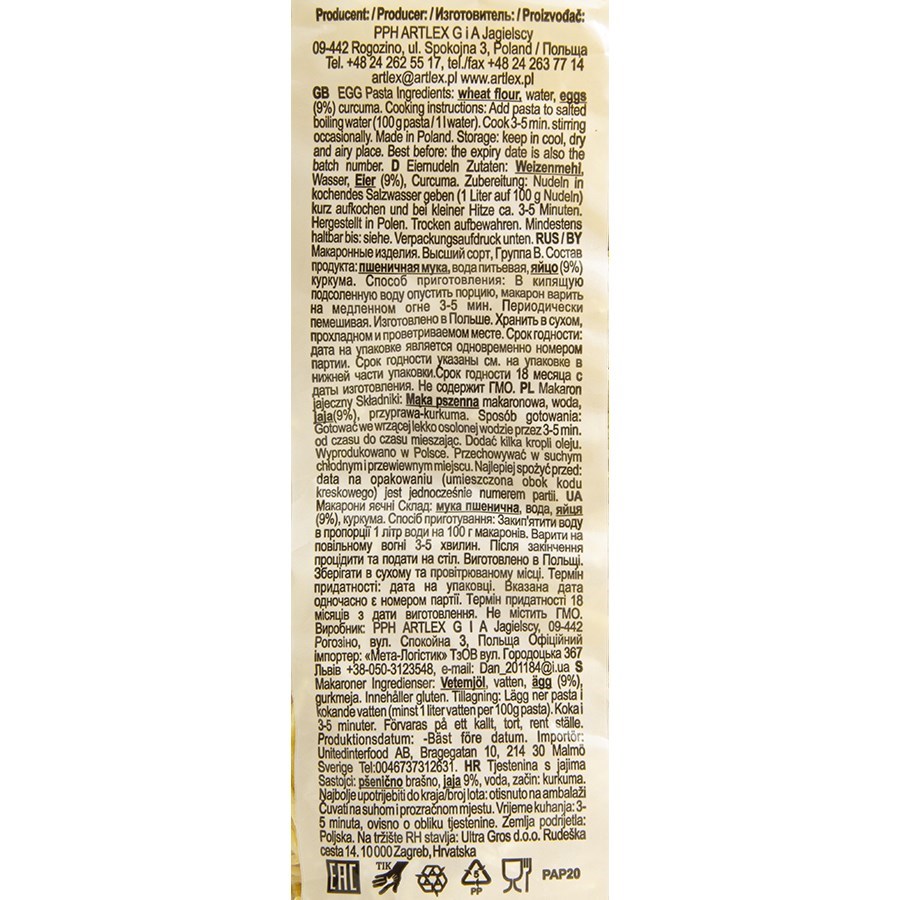 Producent: / Producer: / Изготовитель: / Proizvođač:
PPH ARTLEX G i A Jagielscy
09-442 Rogozino, ul. Spokojna 3, Poland / Польща
Tel. +48 24 262 55 17, tel./fax +48 24 263 77 14
artlex@artlex.pl www.artlex.pl
GB EGG Pasta Ingredients: wheat flour, water, eggs
(9%) curcuma. Cooking instructions: Add pasta to salted
boiling water (100 g pasta / 1 l water). Cook 3-5 min. stirring
occasionally. Made in Poland. Storage: keep in cool, dry
and airy place. Best before: the expiry date is also the
batch number. D Eiernudeln Zutaten: Weizenmehl,
Wasser, Eier (9%), Curcuma. Zubereitung: Nudeln in
kochendes Salzwasser geben (1 Liter auf 100 g Nudeln)
kurz aufkochen und bei kleiner Hitze ca. 3-5 Minuten.
Hergestellt in Polen. Trocken aufbewahren. Mindestens
haltbar bis: siehe. Verpackungsaufdruck unten. RUS / BY
Макаронные изделия. Высший сорт, Группа В. Состав
продукта: пшеничная мука, вода питьевая, яйцо (9%)
куркума. Способ приготовления: В кипящую
подсоленную воду опустить порцию, макарон варить
на медленном огне 3-5 мин. Периодически
пемешивая. Изготовлено в Польше. Хранить в сухом,
прохладном и проветриваемом месте. Срок годности:
дата на упаковке является одновременно номером
партии. Срок годности указаны см. на упаковке в
нижней части упаковки.Срок годности 18 месяца с
даты изготовления. Не содержит ГМО. PL Makaron
jajeczny Składniki: Mąka pszenna makaronowa, woda,
jaja(9%), przyprawa-kurkuma. Sposób gotowania:
Gotować we wrzącej lekko osolonej wodzie przez 3-5 min.
od czasu do czasu mieszając. Dodać kilka kropli oleju.
Wyprodukowano w Polsce. Przechowywać w suchym
chłodnym i przewiewnym miejscu. Najlepiej spożyć przed:
data na opakowaniu (umieszczona obok kodu
kreskowego) jest jednocześnie numerem partii. UA
Макарони яєчні Склад: мука пшенична, вода, яйця
(9%), куркума. Спосіб приготування: Закип'ятити воду
в пропорції 1 літр води на 100 г макаронів. Варити на
повільному вогні 3-5 хвилин. Після закінчення
процідити та подати на стіл. Виготовлено в Польщі.
Зберігати в сухому та провітрюваному місці. Термін
придатності: дата на упаковці. Вказана дата
одночасно є номером партії. Термін придатності 18
місяців з дати виготовлення. Не містить ГМО.
Виробник: PPH ARTLEX G I A Jagielscy, 09-442
Рогозіно, вул. Спокойна 3, Польща Офіційний
імпортер: «Мета-Логістик» ТзОВ вул. Городоцька 367
Львів +38-050-3123548, e-mail: Dan_201184@i.ua S
Makaroner Ingredienser: Vetemjöl, vatten, ägg (9%),
gurkmeja. Innehåller gluten. Tillagning: Lägg ner pasta i
kokande vatten (minst 1 liter vatten per 100g pasta). Koka i
3-5 minuter. Förvaras på ett kallt, tort, rent ställe.
Produktionsdatum: -Bäst före datum. Importör:
Unitedinterfood AB, Bragegatan 10, 214 30 Malmö
Sverige Tel:0046737312631. HR Tjestenina s jajima
Sastojci: pšenično brašno, jaja 9%, voda, začin: kurkuma.
Najbolje upotrijebiti do kraja/broj lota: otisnuto na ambalaži
Čuvati na suhom i prozračnom mjestu. Vrijeme kuhanja: 3-
5 minuta, ovisno o obliku tjestenine. Zemlja podrijetla:
Poljska. Na tržište RH stavlja: Ultra Gros d.o.o. Rudeška
cesta 14. 10 000 Zagreb, Hrvatska
EAC TIK 5 PP PAP20